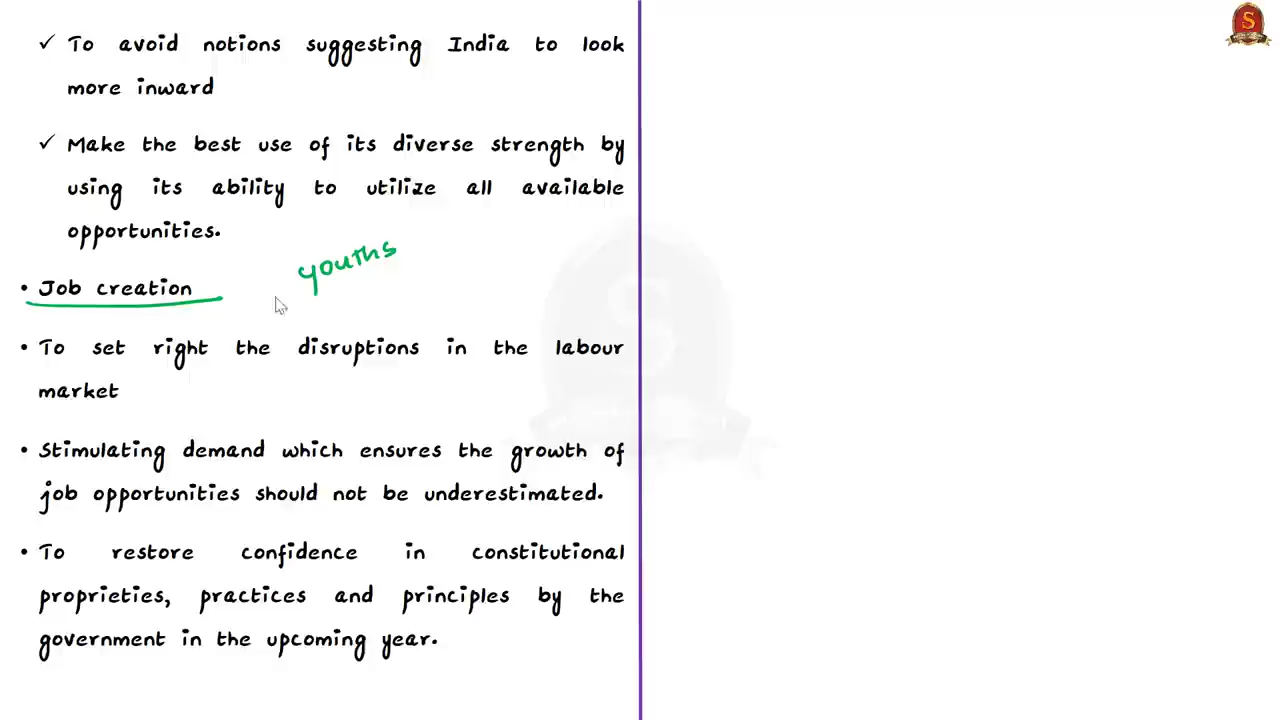 ✓ To avoid notions suggesting India to look
more inward
✓ Make the best use of its diverse strength by
using its ability to utilize all available
opportunities.
youths
• Job creation
• To set right the disruptions in the labour
market
• Stimulating demand which ensures the growth of
job opportunities should not be underestimated.
• To restore confidence in constitutional
proprieties, practices and principles by the
government in the upcoming year.
S